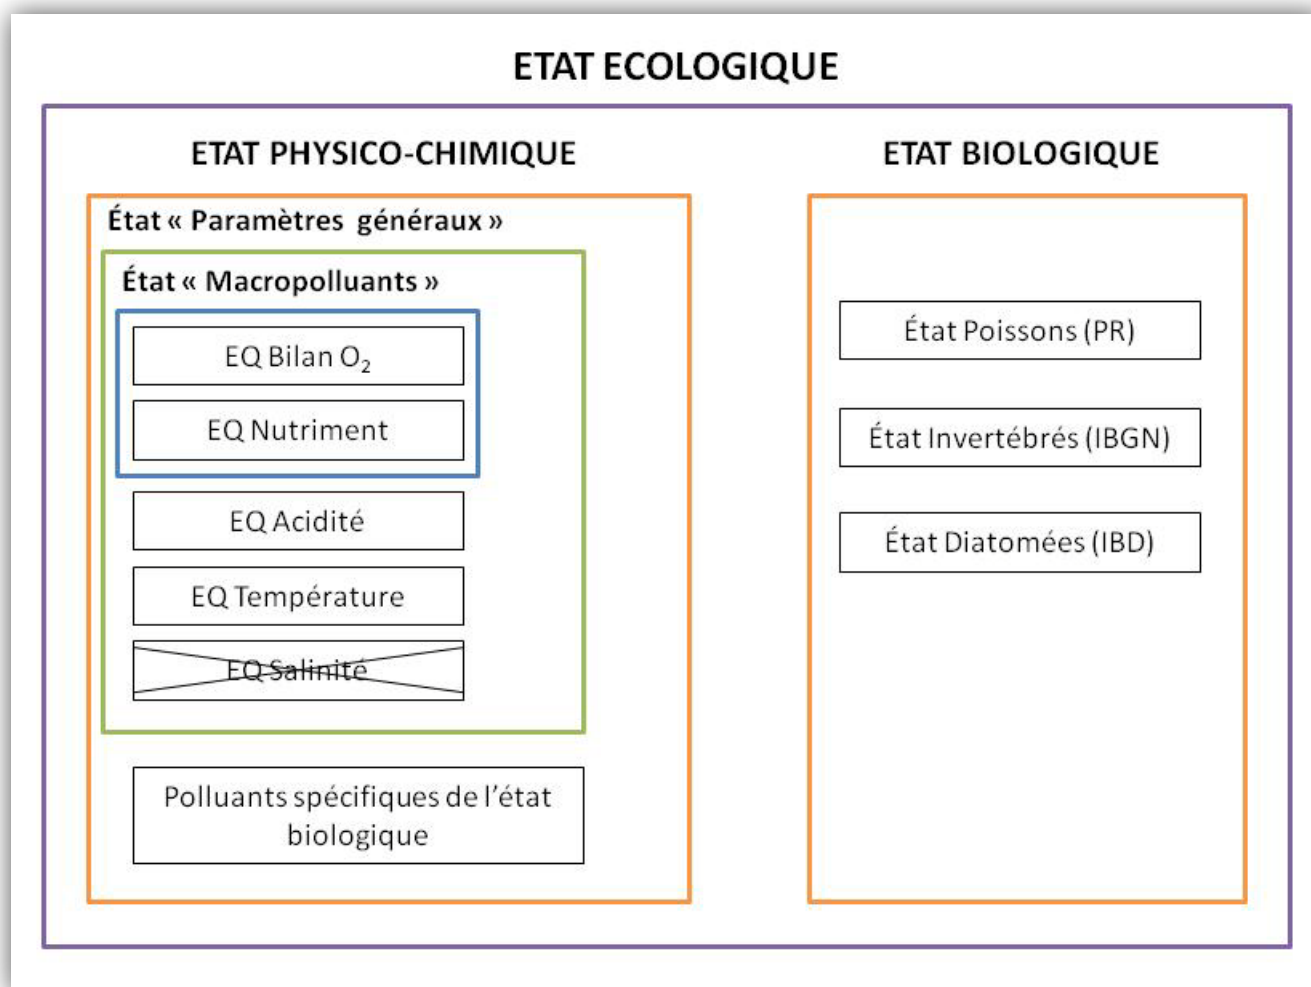 ETAT ECOLOGIQUE
ETAT PHYSICO-CHIMIQUE
État « Paramètres généraux »
État « Macropolluants »
EQ Bilan O₂
EQ Nutriment
EQ Acidité
EQ Température
EQ Salinité
Polluants spécifiques de l’état
biologique
ETAT BIOLOGIQUE
État Poissons (PR)
État Invertébrés (IBGN)
État Diatomées (IBD)